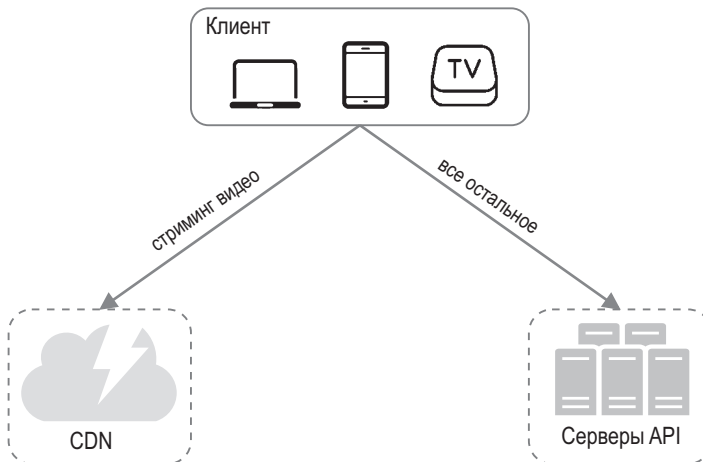 Клиент
TV
стриминг видео
все остальное
CDN
Серверы API